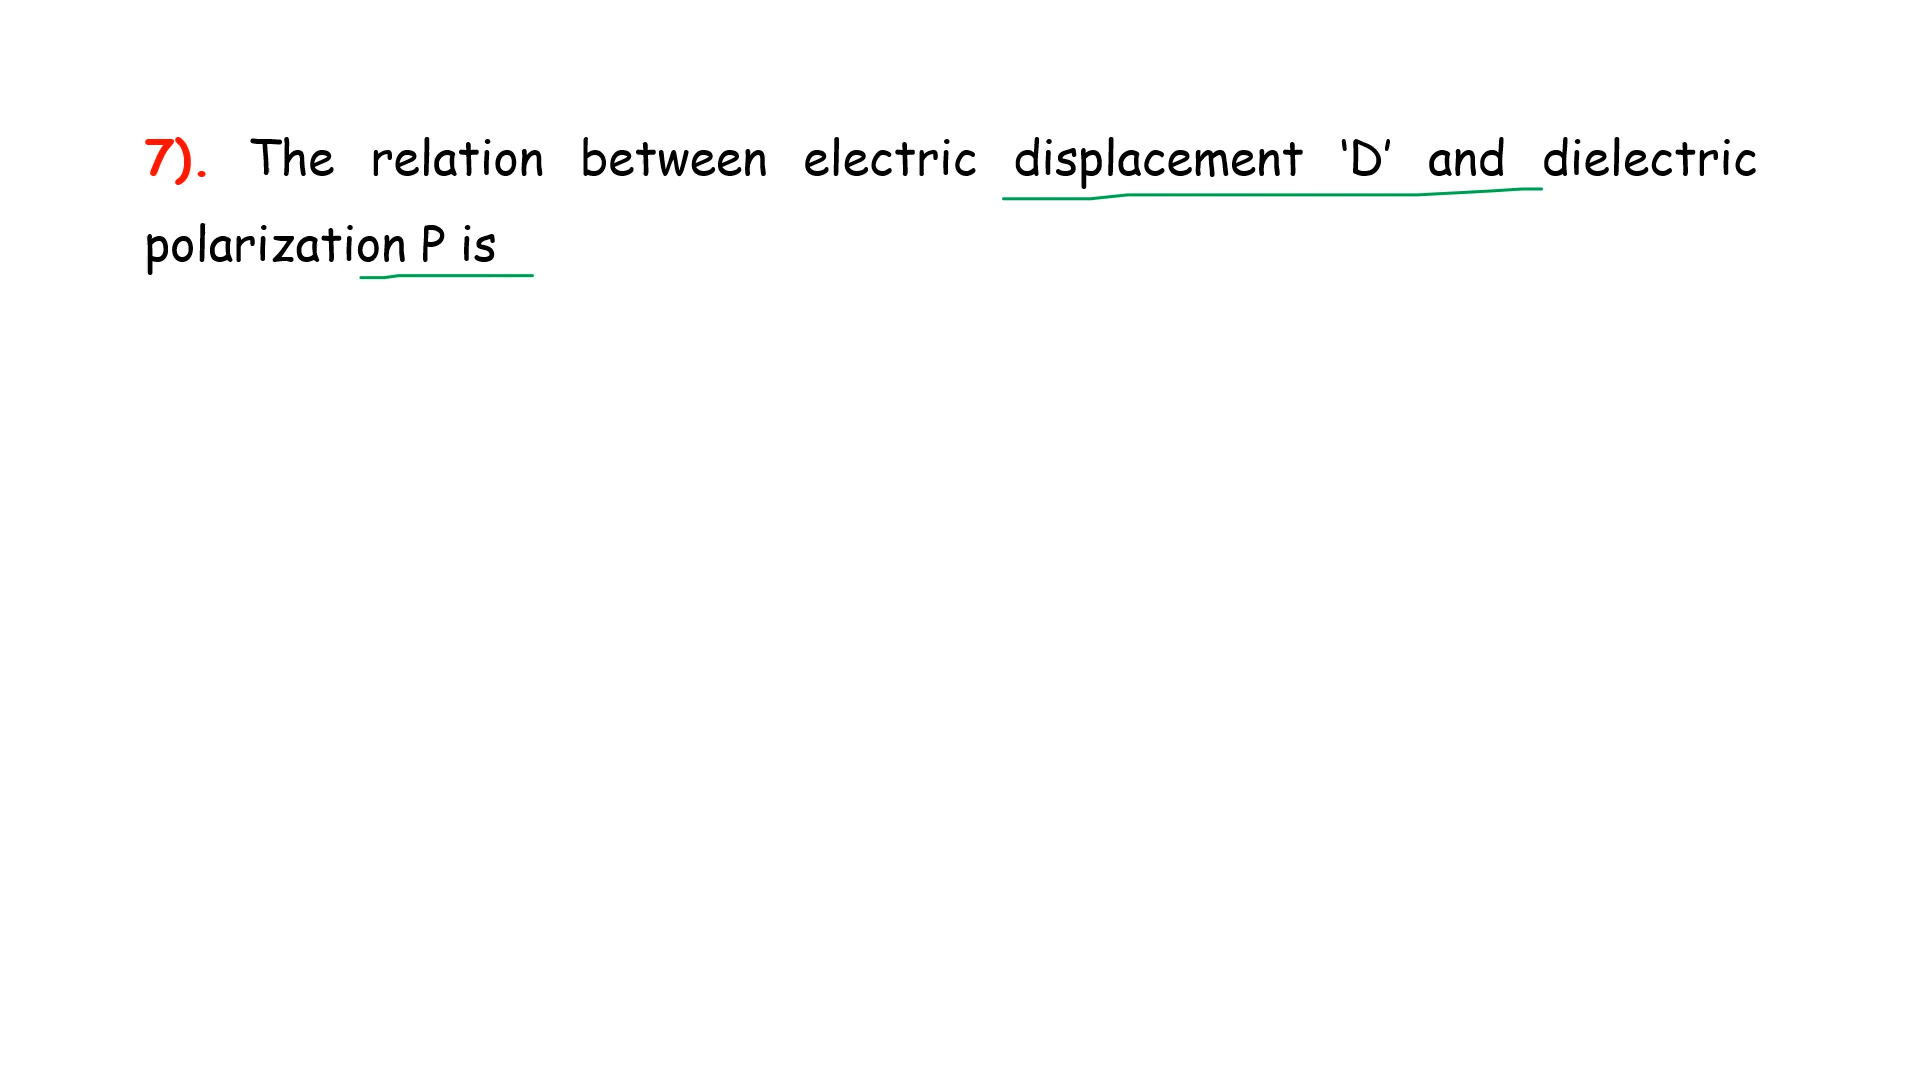 7). The relation between electric displacement ‘D’ and dielectric
polarization P is